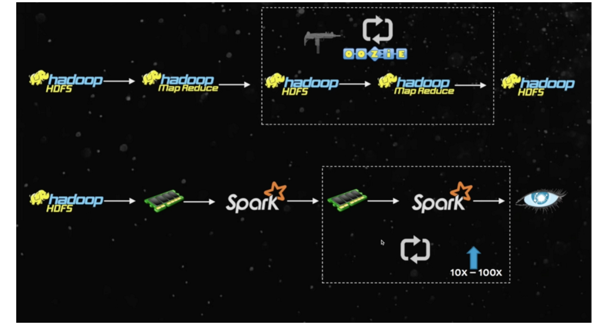 OOZIE
hadoop
HDFS
hadoop
Map Reduce
hadoop
HDFS
hadoop
Map Reduce
hadoop
HDFS
hadoop
HDFS
Spark
Spark
10X – 100X